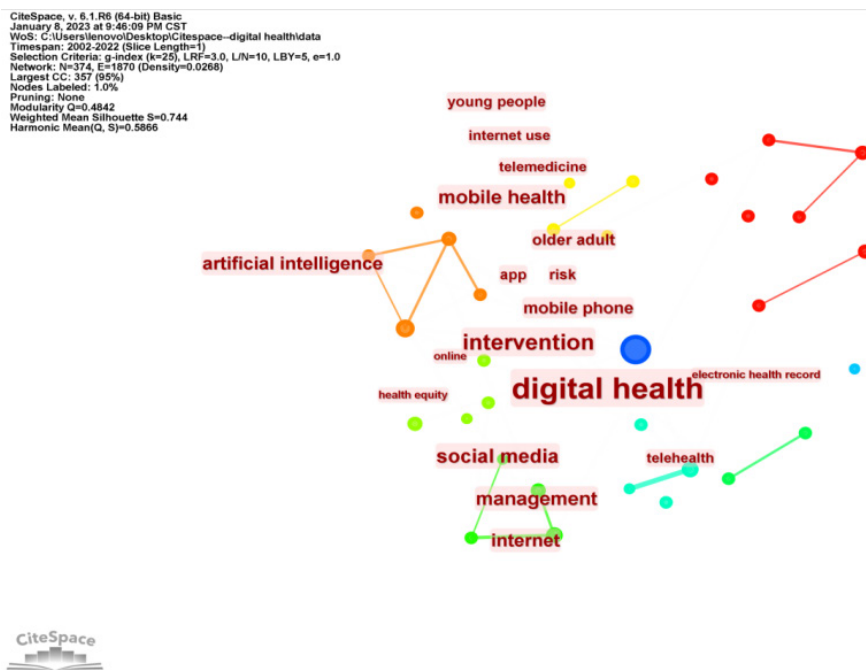 CiteSpace, v. 6.1.R6 (64-bit) Basic
January 8, 2023 at 9:46:09 PM CST
WoS: C:\Users\lenovo\Desktop\Citespace--digital health\data
Timespan: 2002-2022 (Slice Length=1)
Selection Criteria: g-index (k=25), LRF=3.0, L/N=10, LBY=5, e=1.0
Network: N=374, E=1870 (Density=0.0268)
Largest CC: 357 (95%)
Nodes Labeled: 1.0%
Pruning: None
Modularity Q=0.4842
Weighted Mean Silhouette S=0.744
Harmonic Mean(Q, S)=0.5866
young people
internet use
telemedicine
mobile health
older adult
artificial intelligence
app
risk
mobile phone
intervention
online
electronic health record
digital health
health equity
social media
telehealth
management
internet
CiteSpace